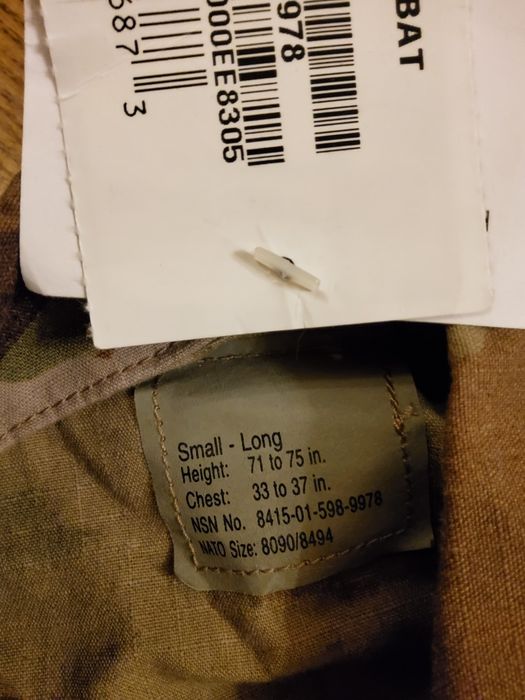 BAT
978
000EE8305
687 3
Small - Long
Height: 71 to 75 in.
Chest: 33 to 37 in.
NSN No. 8415-01-598-9978
NATO Size: 8090/8494